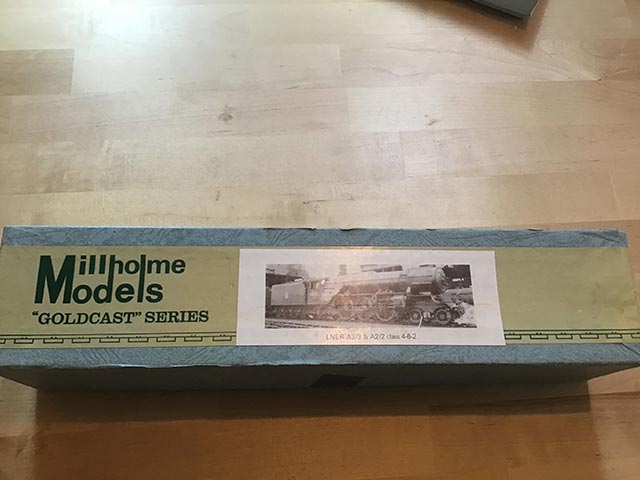 Millholme
Models
"GOLDCAST" SERIES
LNER A2/3 & A2/2 class 4-6-2